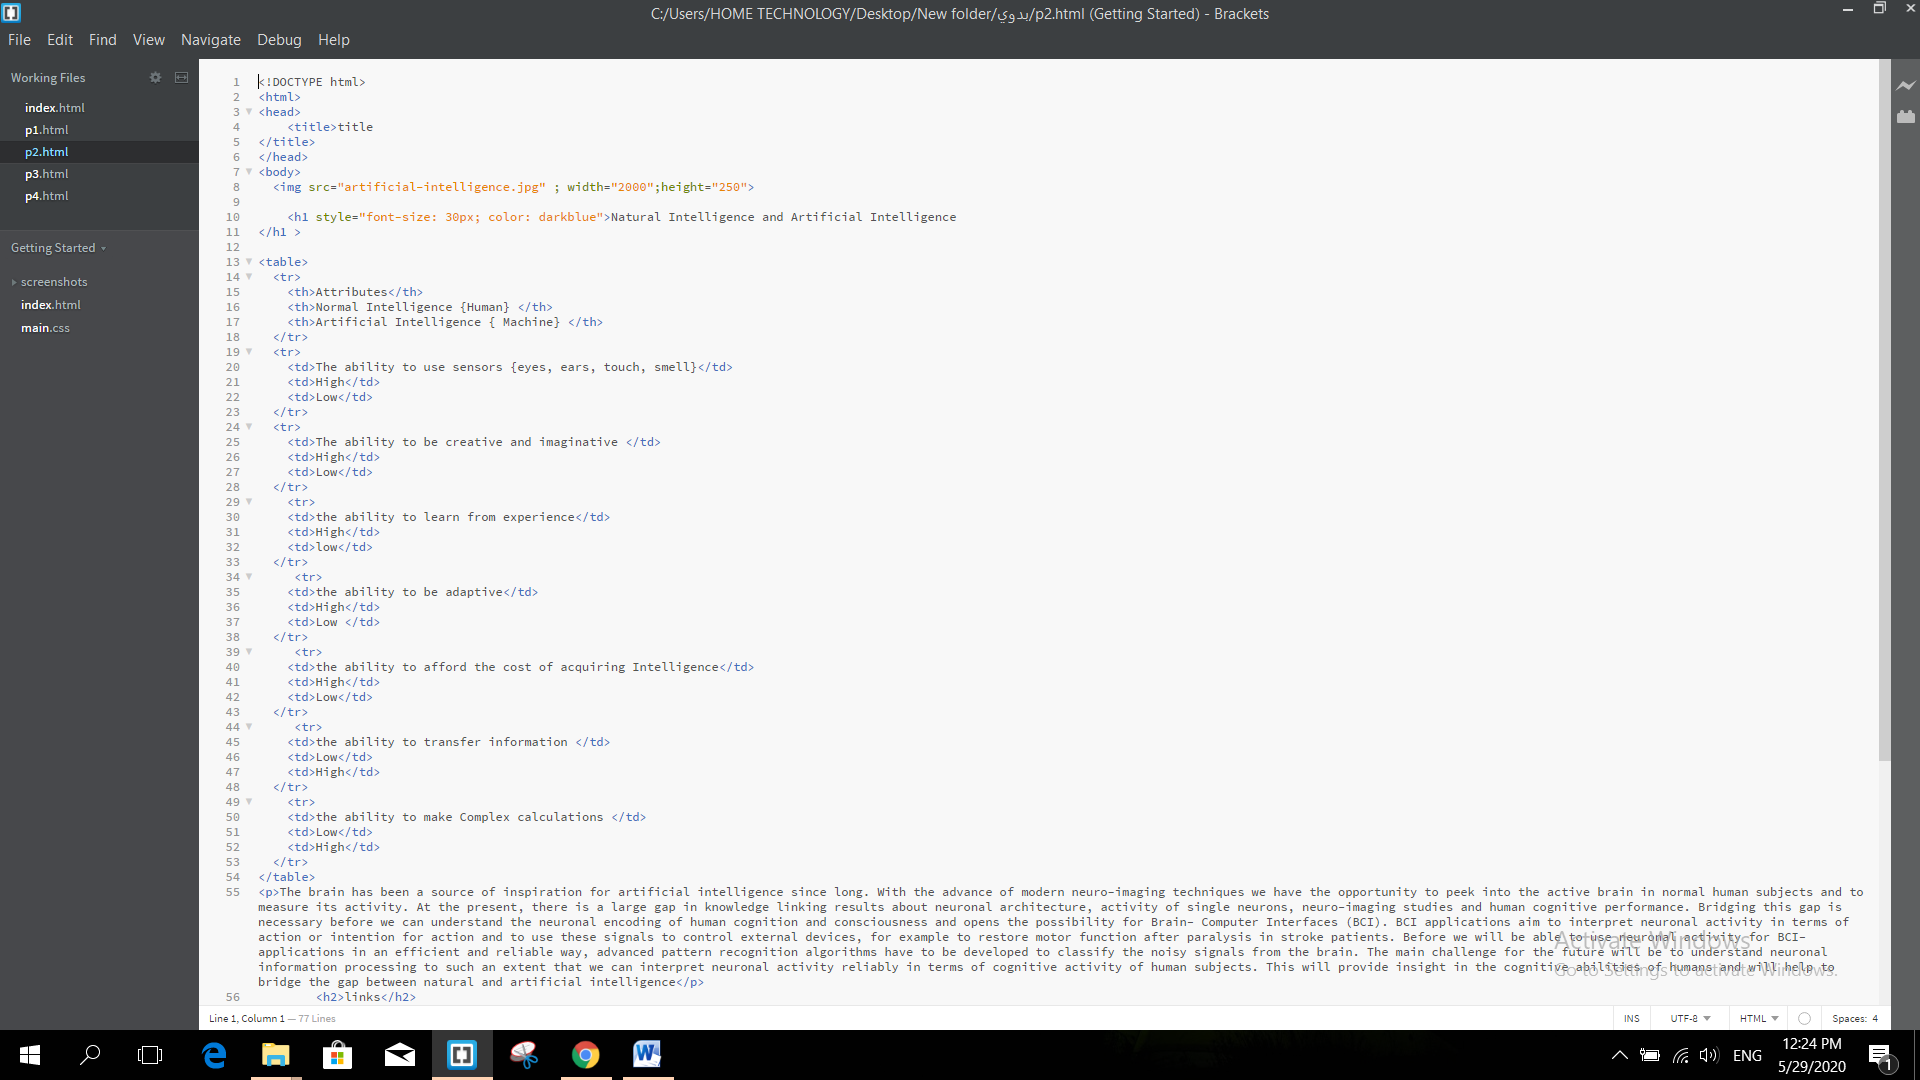 C:/Users/HOME TECHNOLOGY/Desktop/New folder/بدوي/p2.html (Getting Started) - Brackets
File Edit Find View Navigate Debug Help
Working Files
index.html
p1.html
p2.html
p3.html
p4.html
Getting Started
screenshots
index.html
main.css
1 <!DOCTYPE html>
2 <html>
3 <head>
4 <title>title
5 </title>
6 </head>
7 <body>
8 <img src="artificial-intelligence.jpg" ; width="2000";height="250">
9
10 <h1 style="font-size: 30px; color: darkblue">Natural Intelligence and Artificial Intelligence
11 </h1 >
12
13 <table>
14 <tr>
15 <th>Attributes</th>
16 <th>Normal Intelligence {Human} </th>
17 <th>Artificial Intelligence { Machine} </th>
18 </tr>
19 <tr>
20 <td>The ability to use sensors {eyes, ears, touch, smell}</td>
21 <td>High</td>
22 <td>Low</td>
23 </tr>
24 <tr>
25 <td>The ability to be creative and imaginative </td>
26 <td>High</td>
27 <td>Low</td>
28 </tr>
29 <tr>
30 <td>the ability to learn from experience</td>
31 <td>High</td>
32 <td>low</td>
33 </tr>
34 <tr>
35 <td>the ability to be adaptive</td>
36 <td>High</td>
37 <td>Low </td>
38 </tr>
39 <tr>
40 <td>the ability to afford the cost of acquiring Intelligence</td>
41 <td>High</td>
42 <td>Low</td>
43 </tr>
44 <tr>
45 <td>the ability to transfer information </td>
46 <td>Low</td>
47 <td>High</td>
48 </tr>
49 <tr>
50 <td>the ability to make Complex calculations </td>
51 <td>Low</td>
52 <td>High</td>
53 </tr>
54 </table>
55 <p>The brain has been a source of inspiration for artificial intelligence since long. With the advance of modern neuro-imaging techniques we have the opportunity to peek into the active brain in normal human subjects and to
measure its activity. At the present, there is a large gap in knowledge linking results about neuronal architecture, activity of single neurons, neuro-imaging studies and human cognitive performance. Bridging this gap is
necessary before we can understand the neuronal encoding of human cognition and consciousness and opens the possibility for Brain- Computer Interfaces (BCI). BCI applications aim to interpret neuronal activity in terms of
action or intention for action and to use these signals to control external devices, for example to restore motor function after paralysis in stroke patients. Before we will be able to use neuronal activity for BCI-
applications in an efficient and reliable way, advanced pattern recognition algorithms have to be developed to classify the noisy signals from the brain. The main challenge for the future will be to understand neuronal
information processing to such an extent that we can interpret neuronal activity reliably in terms of cognitive activity of human subjects. This will provide insight in the cognitive abilities of humans and will help to
bridge the gap between natural and artificial intelligence</p>
56 <h2>links</h2>
Activate Windows
Go to Settings to activate Windows.
Line 1, Column 1 — 77 Lines
INS UTF-8 HTML Spaces: 4
ENG
12:24 PM
5/29/2020
1